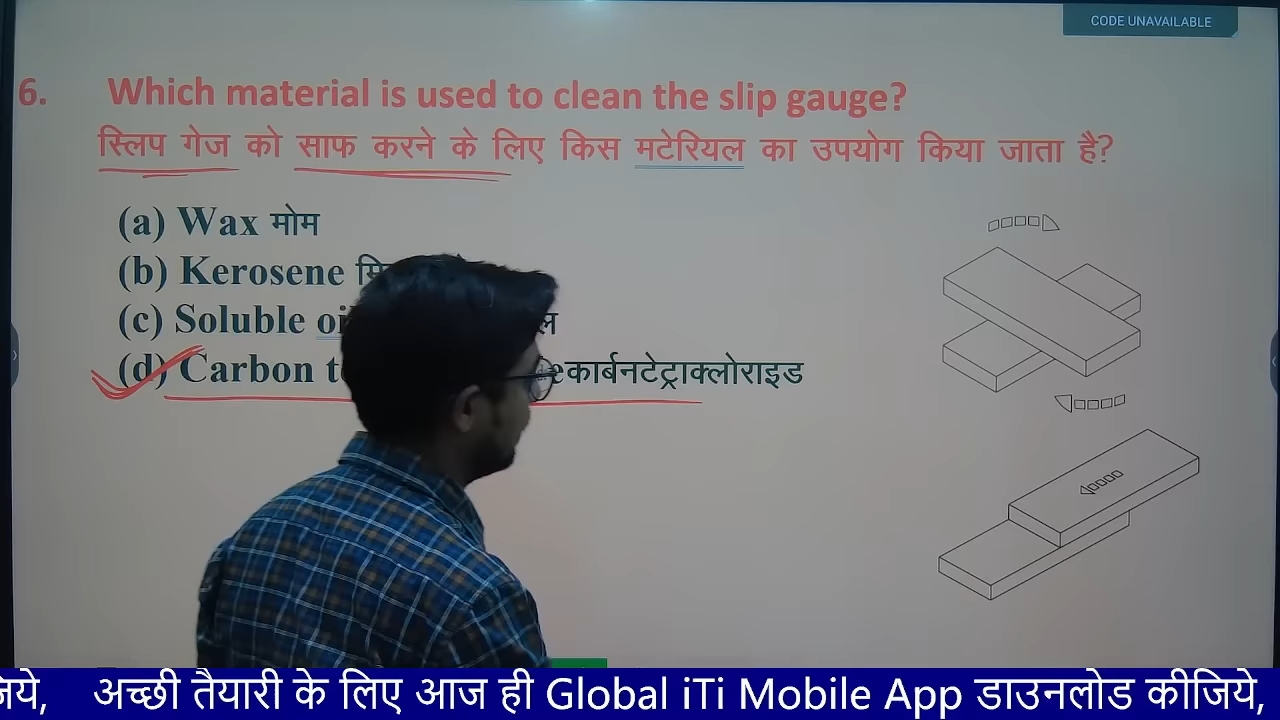 CODE UNAVAILABLE
6. Which material is used to clean the slip gauge?
स्लिप गेज को साफ करने के लिए किस मटेरियल का उपयोग किया जाता है?
(a) Wax मोम
(b) Kerosene
(c) Soluble
(d) Carbon कार्बनटेट्राक्लोराइड
अच्छी तैयारी के लिए आज ही Global iTi Mobile App डाउनलोड कीजिये,